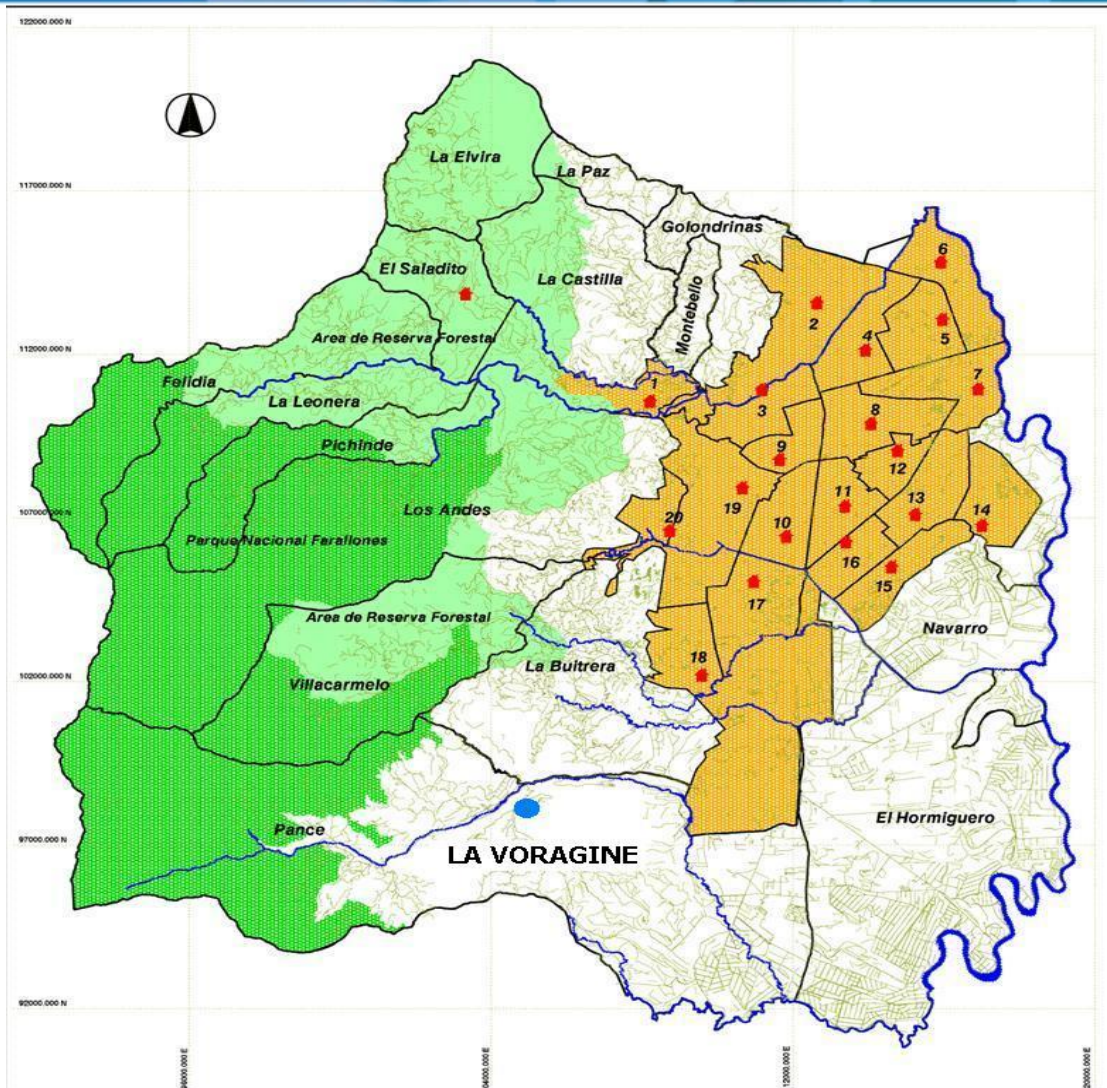 122000.000 N
La Elvira
La Paz
117000.000 N
Golondrinas
6
El Saladito
La Castilla
Montebello
2
5
Area de Reserva Forestal
4
112000.000 N
Felidia
1
7
La Leonera
3
8
Pichinde
9
12
Los Andes
11
13
107000.000 N
20
19
10
14
Parque Nacional Farallones
16
15
17
Area de Reserva Forestal
Navarro
18
La Buitrera
102000.000 N
Villacarmelo
El Hormiguero
Pance
97000.000 N
LA VORAGINE
92000.000 N